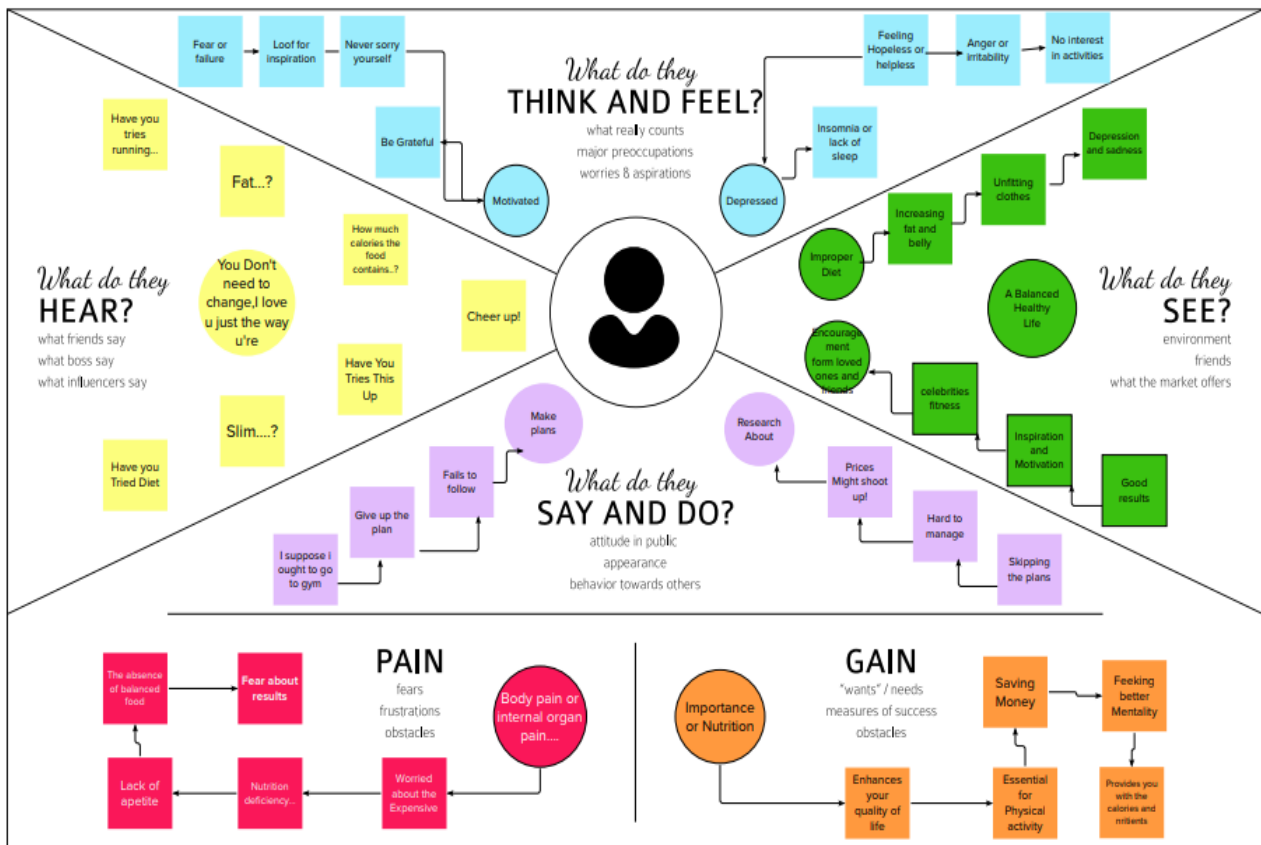 Fear or
failure
Loof for
inspiration
Never sorry
yourself
Be Grateful
Motivated
What do they
THINK AND FEEL?
what really counts
major preoccupations
worries & aspirations
Feeling
Hopeless or
helpless
Anger or
irritability
No interest
in activities
Insomnia or
lack of
sleep
Depressed
Have you
tries
running...
Fat...?
How much
calories the
food
contains..?
You Don't
need to
change,I love
u just the way
u're
Cheer up!
Have You
Tries This
Up
Slim....?
Have you
Tried Diet
What do they
HEAR?
what friends say
what boss say
what influencers say
Depression
and sadness
Unfitting
clothes
Increasing
fat and
belly
Improper
Diet
A Balanced
Healthy
Life
Encourage
ment
form loved
ones and
friends
celebrities
fitness
Inspiration
and
Motivation
Good
results
What do they
SEE?
environment
friends
what the market offers
Make
plans
Fails to
follow
Give up the
plan
I suppose i
ought to go
to gym
What do they
SAY AND DO?
attitude in public
appearance
behavior towards others
Research
About
Prices
Might shoot
up!
Hard to
manage
Skipping
the plans
PAIN
fears
frustrations
obstacles
The absence
of balanced
food
Fear about
results
Body pain or
internal organ
pain....
Lack of
apetite
Nutrition
deficiency...
Worried
about the
Expensive
GAIN
"wants" / needs
measures of success
obstacles
Importance
or Nutrition
Enhances
your
quality of
life
Essential
for
Physical
activity
Saving
Money
Feeking
better
Mentality
Provides you
with the
calories and
nritients